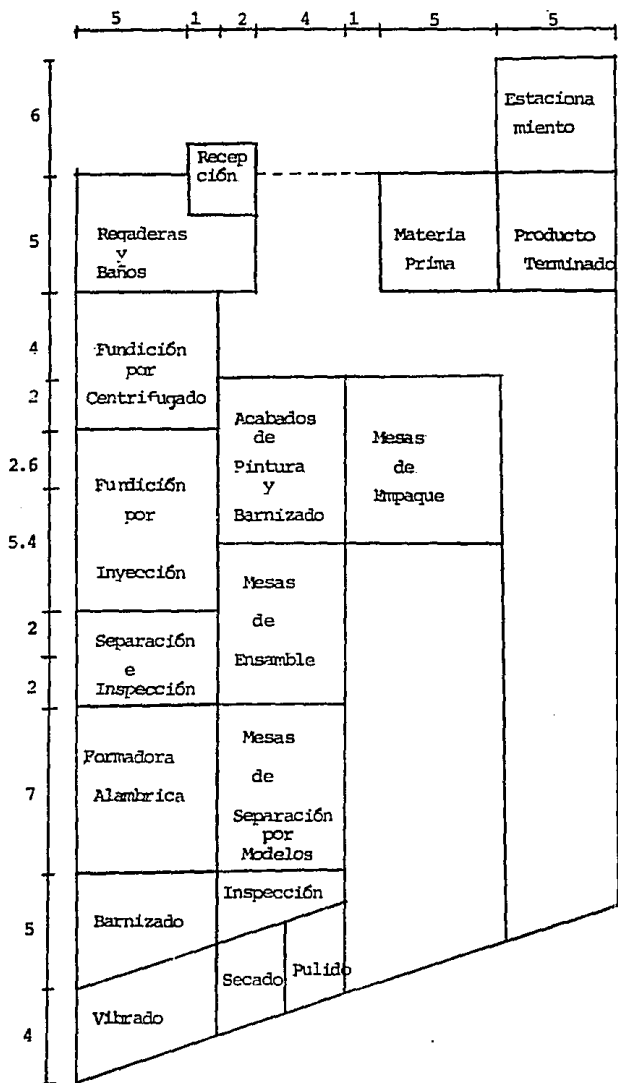 5 1 2 4 1 5 5
6
Estaciona
miento
Recep
ción
5
Regaderas
y
Baños
Materia
Prima
Producto
Terminado
4
Fundición
por
Centrifugado
2
Acabados
de
Pintura
y
Barnizado
Mesas
de
Empaque
2.6
Fundición
por
Inyección
5.4
Mesas
de
Ensamble
2
Separación
e
Inspección
2
Formadora
Alambrica
Mesas
de
Separación
por
Modelos
7
Inspección
Barnizado
5
Secado
Pulido
Vibrado
4